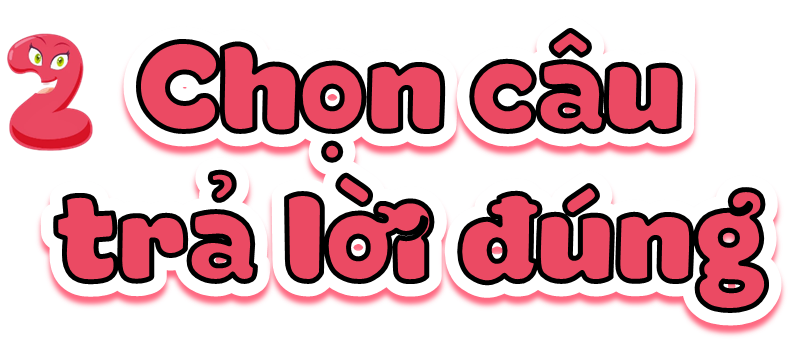 2 Chọn câu
trả lời đúng